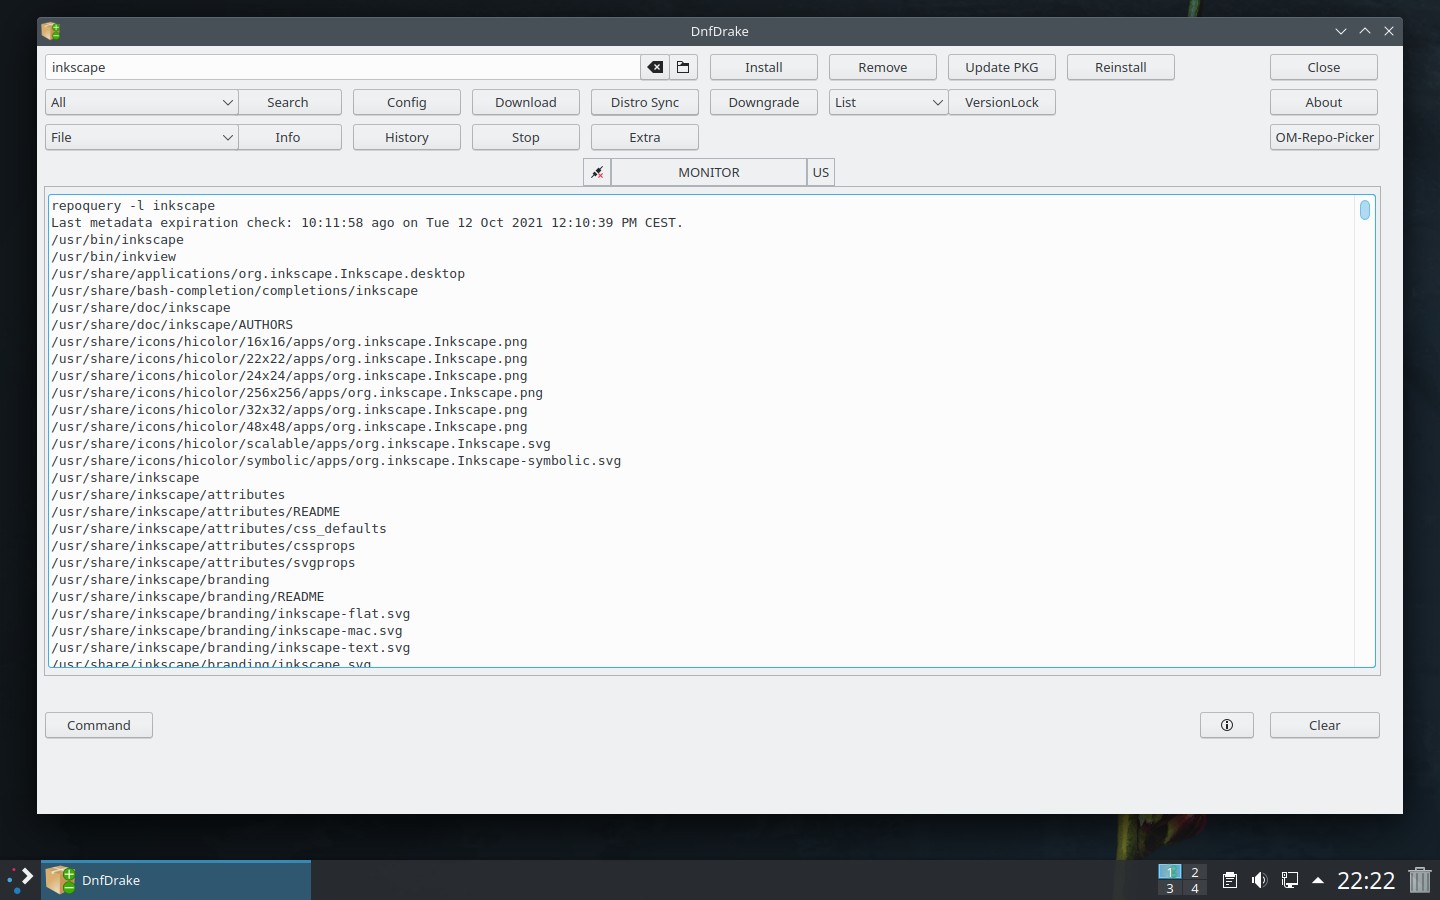 DnfDrake
inkscape
Install
Remove
Update PKG
Reinstall
Close
All
Search
Config
Download
Distro Sync
Downgrade
List
VersionLock
About
File
Info
History
Stop
Extra
OM-Repo-Picker
MONITOR
US
repoquery -l inkscape
Last metadata expiration check: 10:11:58 ago on Tue 12 Oct 2021 12:10:39 PM CEST.
/usr/bin/inkscape
/usr/bin/inkview
/usr/share/applications/org.inkscape.Inkscape.desktop
/usr/share/bash-completion/completions/inkscape
/usr/share/doc/inkscape
/usr/share/doc/inkscape/AUTHORS
/usr/share/icons/hicolor/16x16/apps/org.inkscape.Inkscape.png
/usr/share/icons/hicolor/22x22/apps/org.inkscape.Inkscape.png
/usr/share/icons/hicolor/24x24/apps/org.inkscape.Inkscape.png
/usr/share/icons/hicolor/256x256/apps/org.inkscape.Inkscape.png
/usr/share/icons/hicolor/32x32/apps/org.inkscape.Inkscape.png
/usr/share/icons/hicolor/48x48/apps/org.inkscape.Inkscape.png
/usr/share/icons/hicolor/scalable/apps/org.inkscape.Inkscape.svg
/usr/share/icons/hicolor/symbolic/apps/org.inkscape.Inkscape-symbolic.svg
/usr/share/inkscape
/usr/share/inkscape/attributes
/usr/share/inkscape/attributes/README
/usr/share/inkscape/attributes/css_defaults
/usr/share/inkscape/attributes/cssprops
/usr/share/inkscape/attributes/svgprops
/usr/share/inkscape/branding
/usr/share/inkscape/branding/README
/usr/share/inkscape/branding/inkscape-flat.svg
/usr/share/inkscape/branding/inkscape-mac.svg
/usr/share/inkscape/branding/inkscape-text.svg
/usr/share/inkscape/branding/inkscape.svg
Command
Clear
DnfDrake
1 2
3 4
22:22